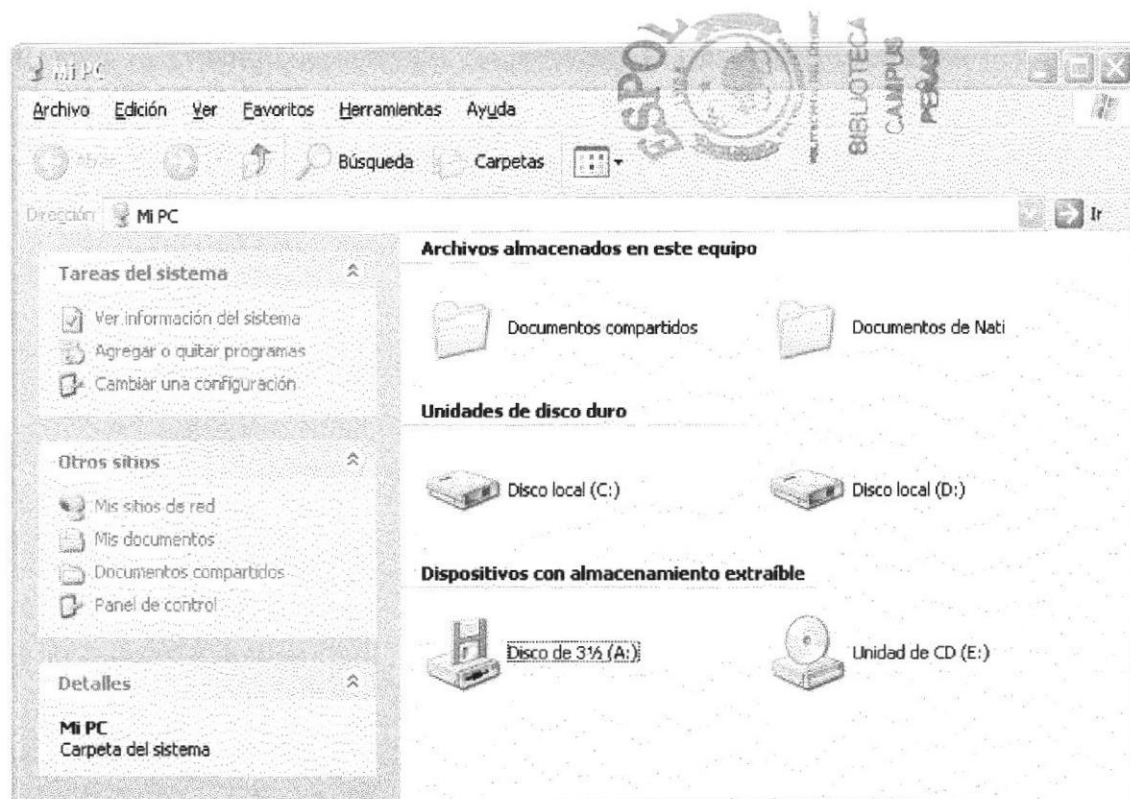 Mi PC
Archivo Edición Ver Favoritos Herramientas Ayuda
Atrás Búsqueda Carpetas
Dirección Mi PC Ir
Tareas del sistema
Ver información del sistema
Agregar o quitar programas
Cambiar una configuración
Otros sitios
Mis sitios de red
Mis documentos
Documentos compartidos
Panel de control
Detalles
Mi PC
Carpeta del sistema
Archivos almacenados en este equipo
Documentos compartidos Documentos de Nati
Unidades de disco duro
Disco local (C:) Disco local (D:)
Dispositivos con almacenamiento extraíble
Disco de 3½ (A:) Unidad de CD (E:)
ESPOL
BIBLIOTECA
CAMPUS
PEÑAS